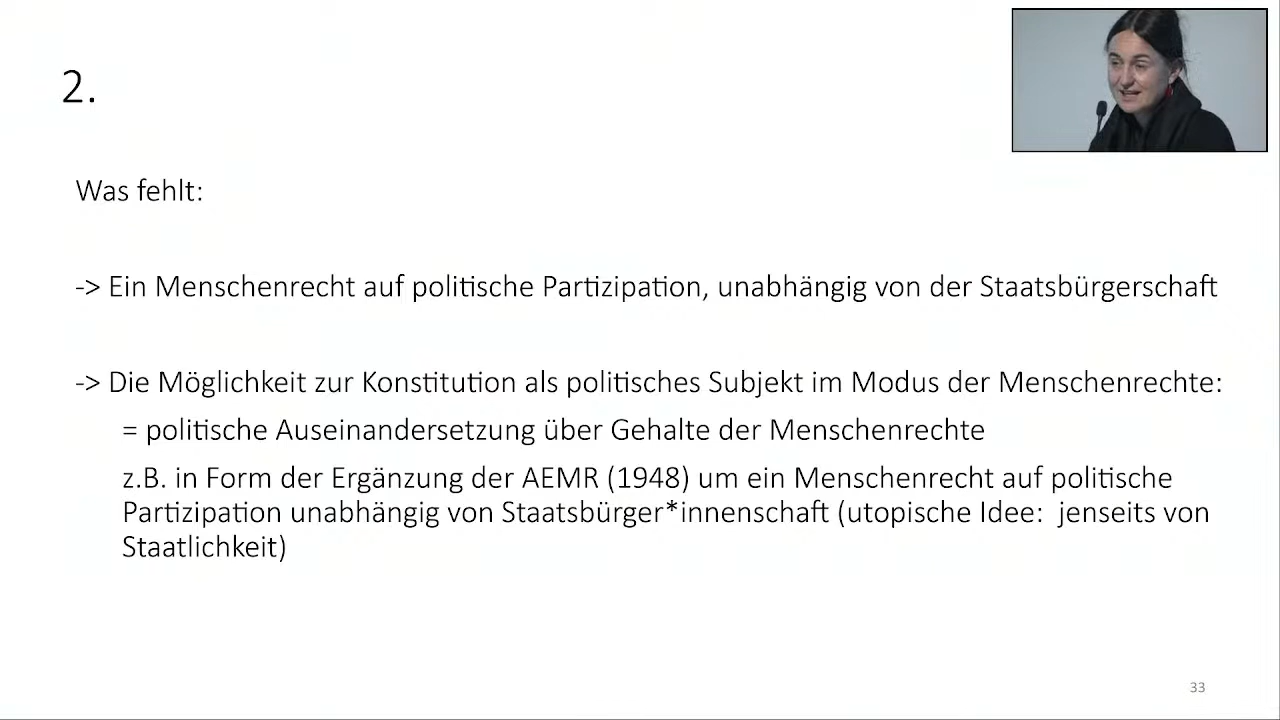 2.
Was fehlt:
-> Ein Menschenrecht auf politische Partizipation, unabhängig von der Staatsbürgerschaft
-> Die Möglichkeit zur Konstitution als politisches Subjekt im Modus der Menschenrechte:
= politische Auseinandersetzung über Gehalte der Menschenrechte
z.B. in Form der Ergänzung der AEMR (1948) um ein Menschenrecht auf politische
Partizipation unabhängig von Staatsbürger*innenschaft (utopische Idee:  jenseits von
Staatlichkeit)
33